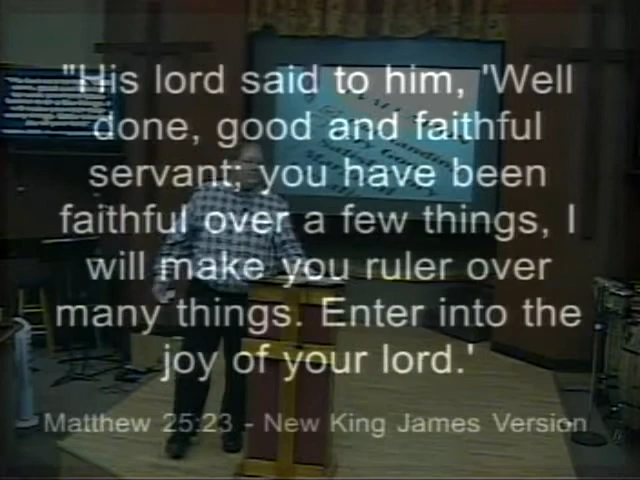 "His lord said to him, 'Well
done, good and faithful
servant; you have been
faithful over a few things, I
will make you ruler over
many things. Enter into the
joy of your lord.'
Matthew 25:23 - New King James Version